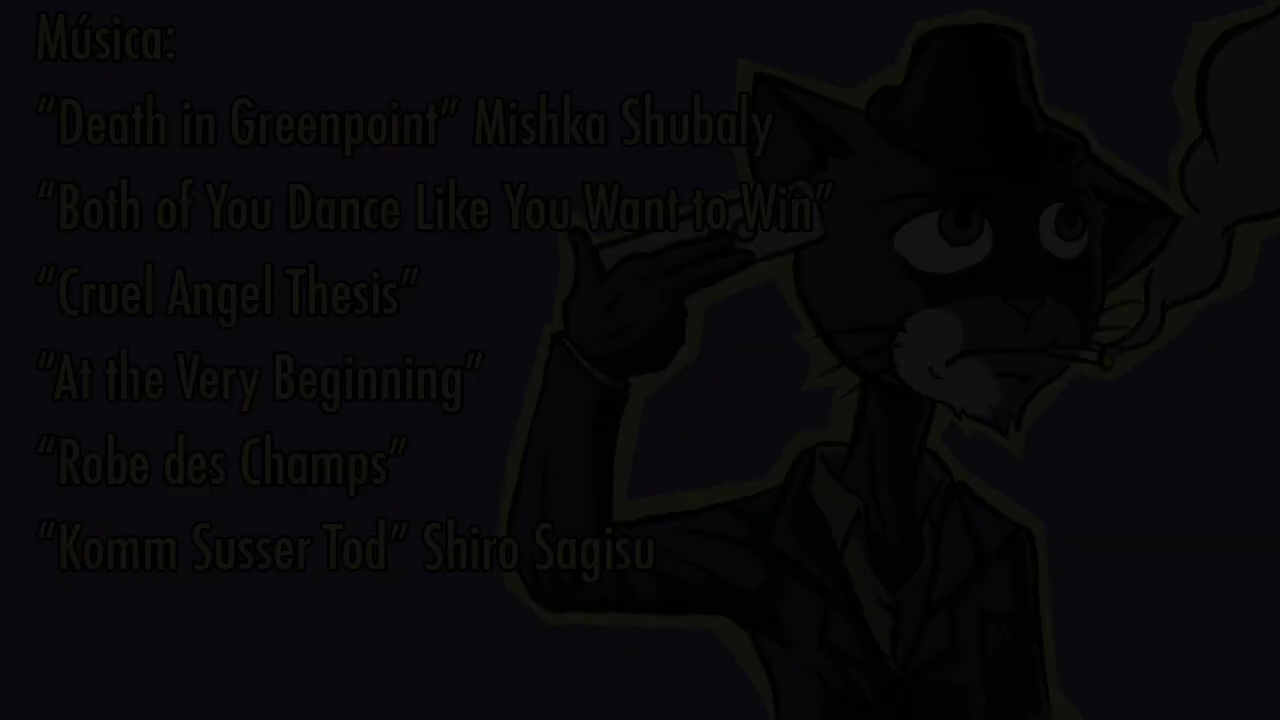 Música:
“Death in Greenpoint” Mishka Shubaly
“Both of You Dance Like You Want to Win”
“Cruel Angel Thesis”
”At the Very Beginning”
“Robe des Champs”
“Komm Susser Tod” Shiro Sagisu